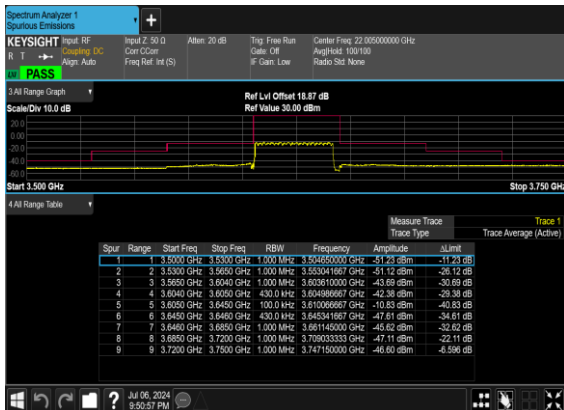 Spectrum Analyzer 1
Spurious Emissions
+
KEYSIGHT Input: RF Input Z: 50 Ω Atten: 20 dB Trig: Free Run Center Freq: 22.005000000 GHz
R T Coupling: DC Corr CCorr Gate: Off Avg|Hold: 100/100
Align: Auto Freq Ref: Int (S) IF Gain: Low Radio Std: None
PASS
3 All Range Graph
Ref Lvl Offset 18.87 dB
Scale/Div 10.0 dB Ref Value 30.00 dBm
20.0
0.00
-20.0
-40.0
-60.0
Start 3.500 GHz Stop 3.750 GHz
4 All Range Table
Measure Trace Trace 1
Trace Type Trace Average (Active)
Spur Range Start Freq Stop Freq RBW Frequency Amplitude ΔLimit
1 1 3.5000 GHz 3.5300 GHz 1.000 MHz 3.504650000 GHz -51.23 dBm -11.23 dB
2 2 3.5300 GHz 3.5650 GHz 1.000 MHz 3.553041667 GHz -51.12 dBm -26.12 dB
3 3 3.5650 GHz 3.6040 GHz 1.000 MHz 3.603610000 GHz -43.69 dBm -30.69 dB
4 4 3.6040 GHz 3.6050 GHz 430.0 kHz 3.604986667 GHz -42.38 dBm -29.38 dB
5 5 3.6050 GHz 3.6450 GHz 100.0 kHz 3.610066667 GHz -10.83 dBm -40.83 dB
6 6 3.6450 GHz 3.6460 GHz 430.0 kHz 3.645341667 GHz -47.61 dBm -34.61 dB
7 7 3.6460 GHz 3.6850 GHz 1.000 MHz 3.661145000 GHz -45.62 dBm -32.62 dB
8 8 3.6850 GHz 3.7200 GHz 1.000 MHz 3.709033333 GHz -47.11 dBm -22.11 dB
9 9 3.7200 GHz 3.7500 GHz 1.000 MHz 3.747150000 GHz -46.60 dBm -6.596 dB
? Jul 06, 2024
9:50:57 PM